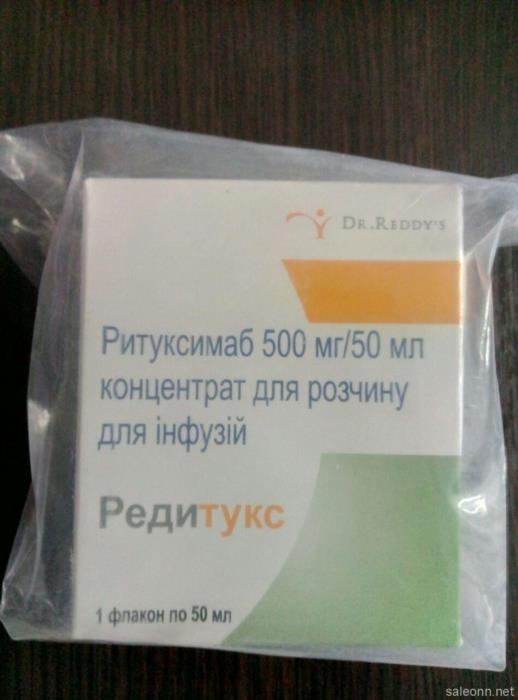 DR.REDDY'S
Ритуксимаб 500 мг/50 мл
концентрат для розчину
для інфузій
Редитукс
1 флакон по 50 мл
saleonn.net